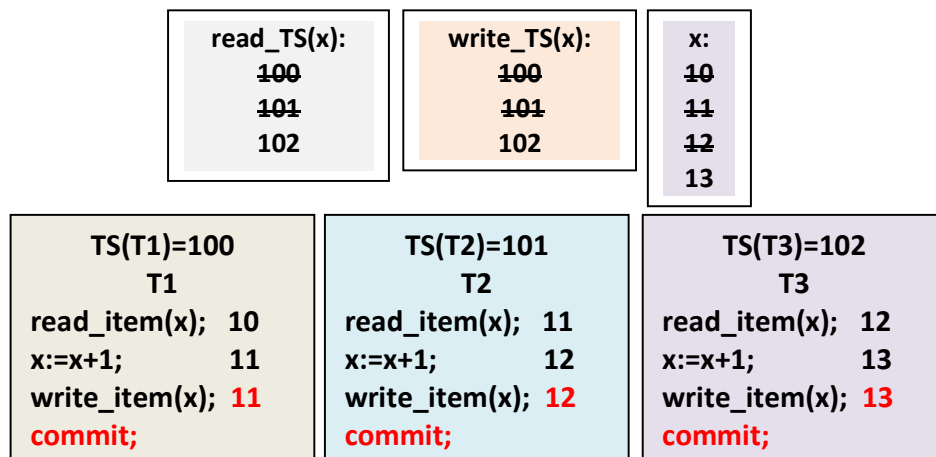 read_TS(x):
100
101
102
write_TS(x):
100
101
102
x:
10
11
12
13
TS(T1)=100
T1
read_item(x); 10
x:=x+1; 11
write_item(x); 11
commit;
TS(T2)=101
T2
read_item(x); 11
x:=x+1; 12
write_item(x); 12
commit;
TS(T3)=102
T3
read_item(x); 12
x:=x+1; 13
write_item(x); 13
commit;